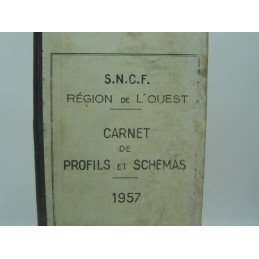 S.N.C.F.
RÉGION DE L'OUEST
CARNET
DE
PROFILS ET SCHÉMAS
1957